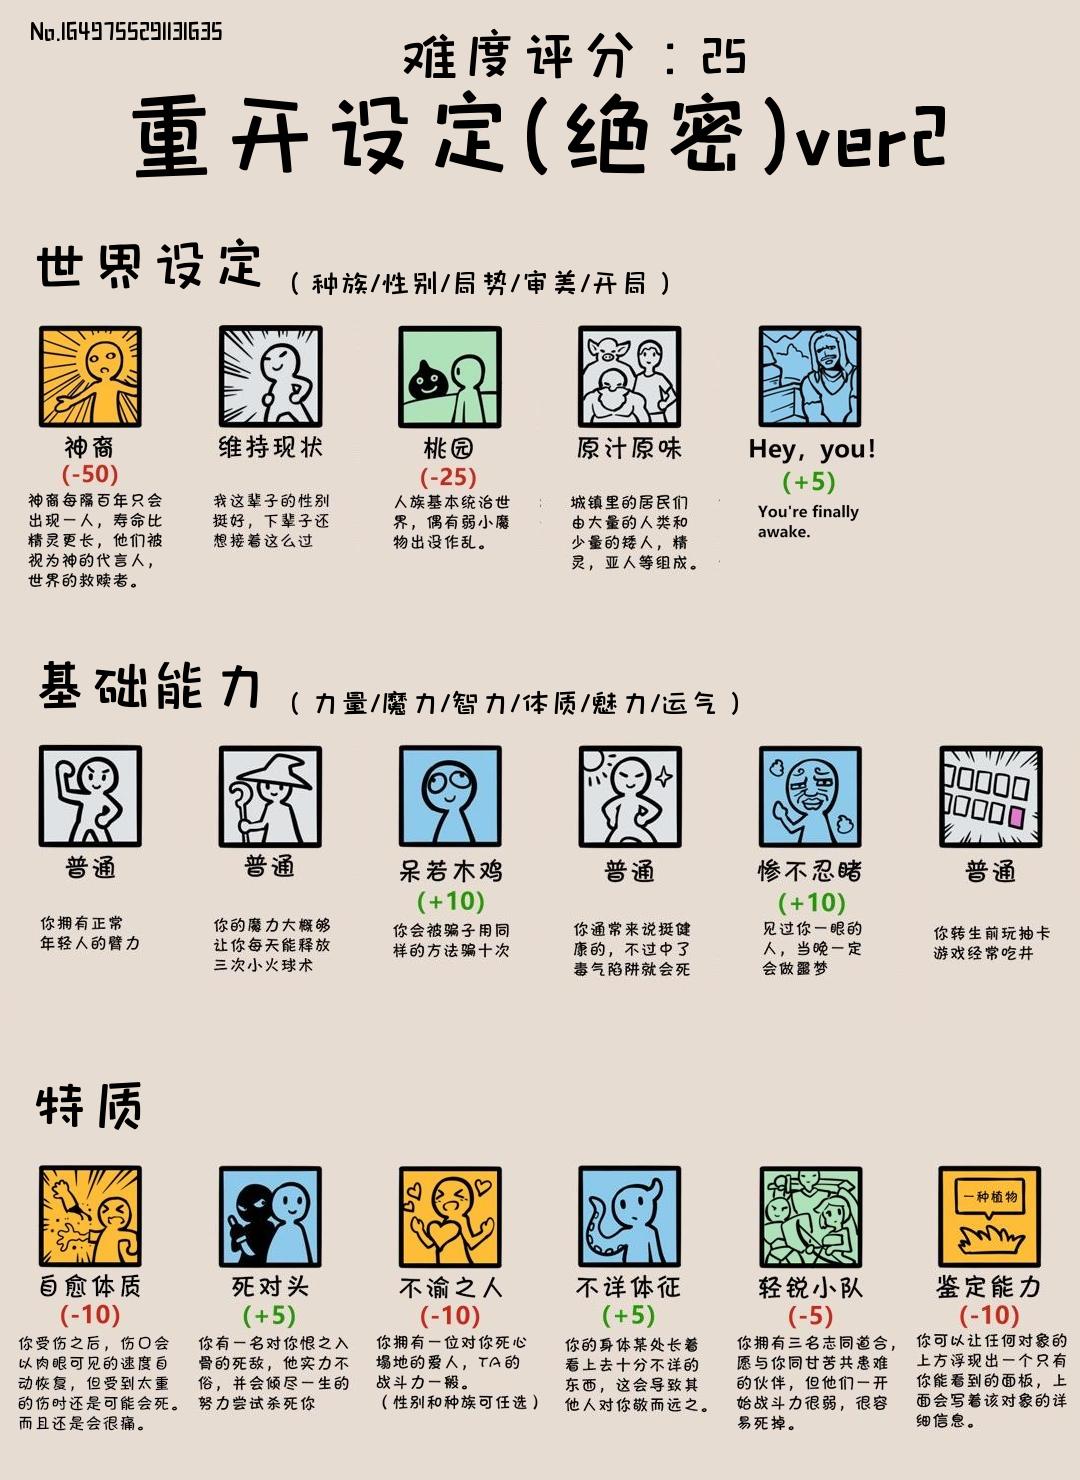 No.1649755291131635
难度评分：25
重开设定(绝密)ver2
世界设定 （种族/性别/局势/审美/开局）
神裔
(-50)
神裔每隔百年只会
出现一人，寿命比
精灵更长，他们被
视为神的代言人，
世界的救赎者。
维持现状
我这辈子的性别
挺好，下辈子还
想接着这么过
桃园
(-25)
人族基本统治世
界，偶有弱小魔
物出没作乱。
原汁原味
城镇里的居民们
由大量的人类和
少量的矮人，精
灵，亚人等组成。
Hey, you!
(+5)
You're finally
awake.
基础能力 （力量/魔力/智力/体质/魅力/运气）
普通
你拥有正常
年轻人的臂力
普通
你的魔力大概够
让你每天能释放
三次小火球术
呆若木鸡
(+10)
你会被骗子用同
样的方法骗十次
普通
你通常来说挺健
康的，不过中了
毒气陷阱就会死
惨不忍睹
(+10)
见过你一眼的
人，当晚一定
会做噩梦
普通
你转生前玩抽卡
游戏经常吃井
特质
自愈体质
(-10)
你受伤之后，伤口会
以肉眼可见的速度自
动恢复，但受到太重
的伤时还是可能会死。
而且还是会很痛。
死对头
(+5)
你有一名对你恨之入
骨的死敌，他实力不
俗，并会倾尽一生的
努力尝试杀死你
不渝之人
(-10)
你拥有一位对你死心
塌地的爱人，TA的
战斗力一般。
（性别和种族可任选）
不详体征
(+5)
你的身体某处长着
看上去十分不详的
东西，这会导致其
他人对你敬而远之。
轻锐小队
(-5)
你拥有三名志同道合，
愿与你同甘苦共患难
的伙伴，但他们一开
始战斗力很弱，很容
易死掉。
一种植物
鉴定能力
(-10)
你可以让任何对象的
上方浮现出一个只有
你能看到的面板，上
面会写着该对象的详
细信息。